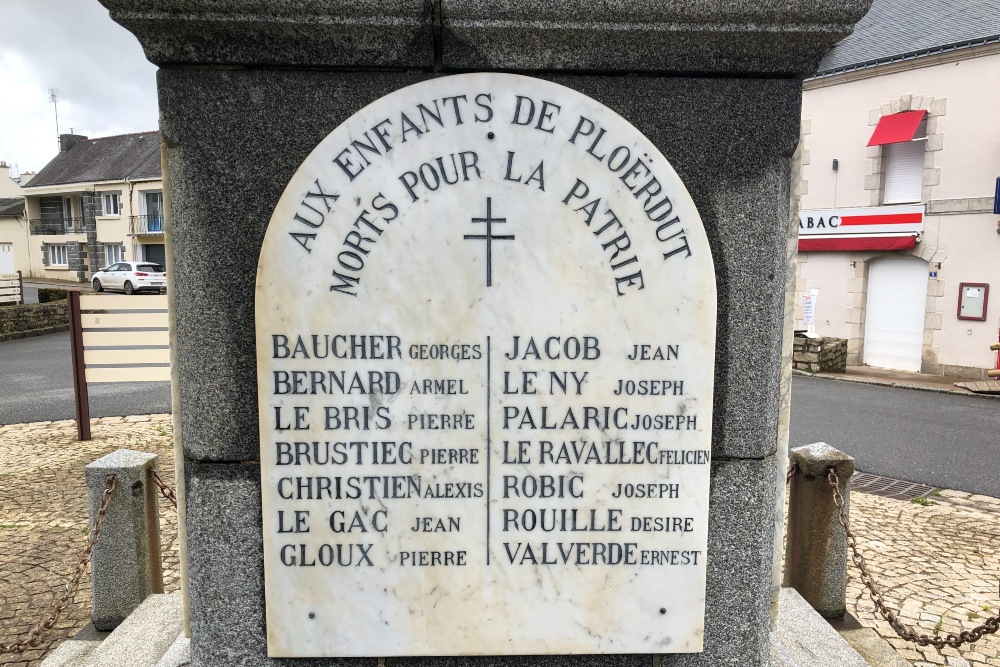 AUX ENFANTS DE PLOËRDUT
MORTS POUR LA PATRIE
BAUCHER GEORGES
BERNARD ARMEL
LE BRIS PIERRE
BRUSTIEC PIERRE
CHRISTIEN ALEXIS
LE GAC JEAN
GLOUX PIERRE
JACOB JEAN
LE NY JOSEPH
PALARIC JOSEPH
LE RAVALLEC FELICIEN
ROBIC JOSEPH
ROUILLE DESIRE
VALVERDE ERNEST
ABAC